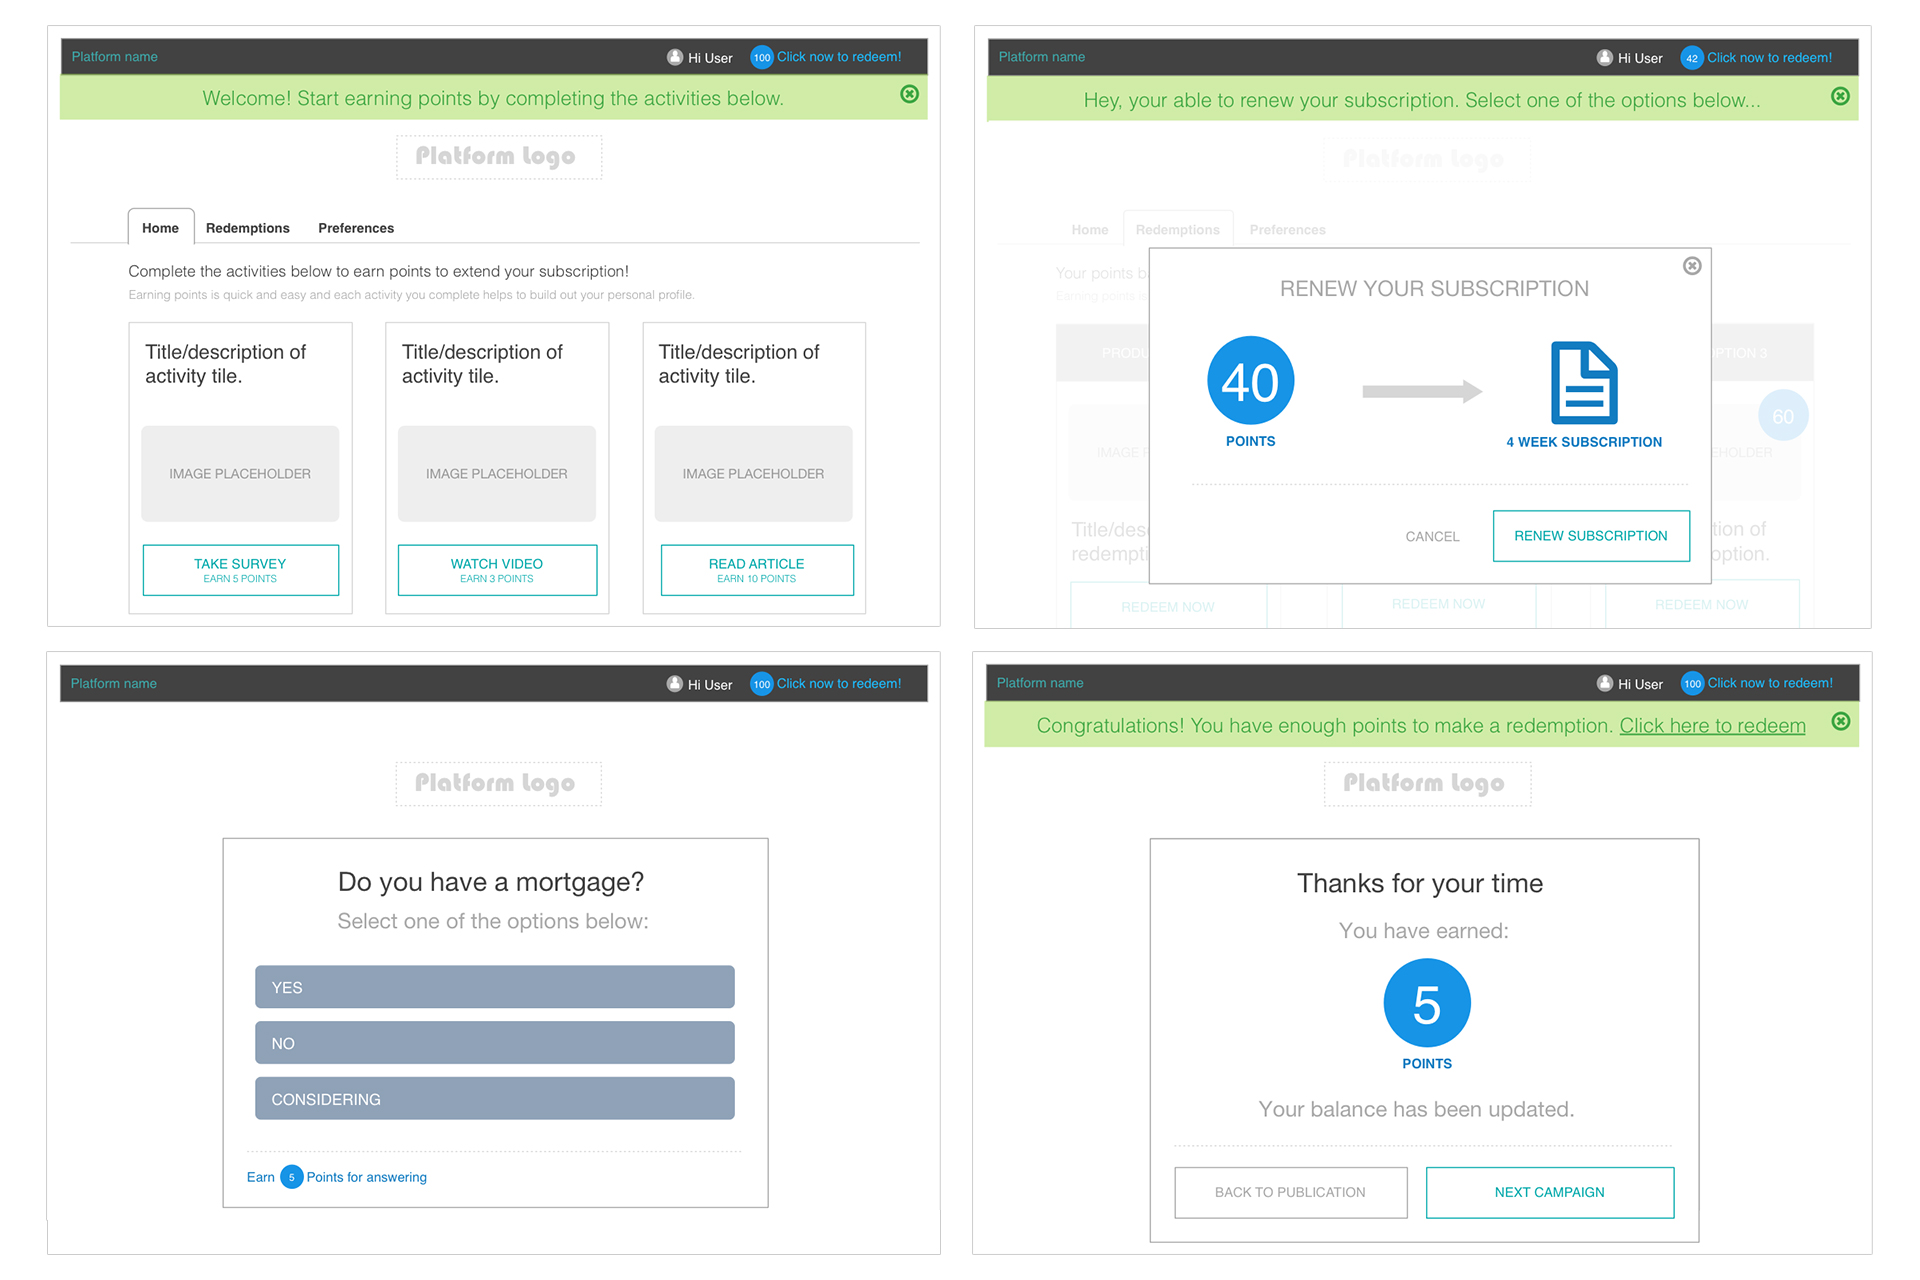 Platform name
Hi User
100 Click now to redeem!
Welcome! Start earning points by completing the activities below.
Platform Logo
Home Redemptions Preferences
Complete the activities below to earn points to extend your subscription!
Earning points is quick and easy and each activity you complete helps to build out your personal profile.
Title/description of
activity tile.
IMAGE PLACEHOLDER
TAKE SURVEY
EARN 5 POINTS
Title/description of
activity tile.
IMAGE PLACEHOLDER
WATCH VIDEO
EARN 3 POINTS
Title/description of
activity tile.
IMAGE PLACEHOLDER
READ ARTICLE
EARN 10 POINTS
Platform name
Hi User
42 Click now to redeem!
Hey, your able to renew your subscription. Select one of the options below...
Platform Logo
Home Redemptions Preferences
Your points
Earning points
RENEW YOUR SUBSCRIPTION
40
POINTS
4 WEEK SUBSCRIPTION
CANCEL
RENEW SUBSCRIPTION
60
REDEEM NOW
REDEEM NOW
REDEEM NOW
Platform name
Hi User
100 Click now to redeem!
Platform Logo
Do you have a mortgage?
Select one of the options below:
YES
NO
CONSIDERING
Earn 5 Points for answering
Platform name
Hi User
100 Click now to redeem!
Congratulations! You have enough points to make a redemption. Click here to redeem
Platform Logo
Thanks for your time
You have earned:
5
POINTS
Your balance has been updated.
BACK TO PUBLICATION
NEXT CAMPAIGN